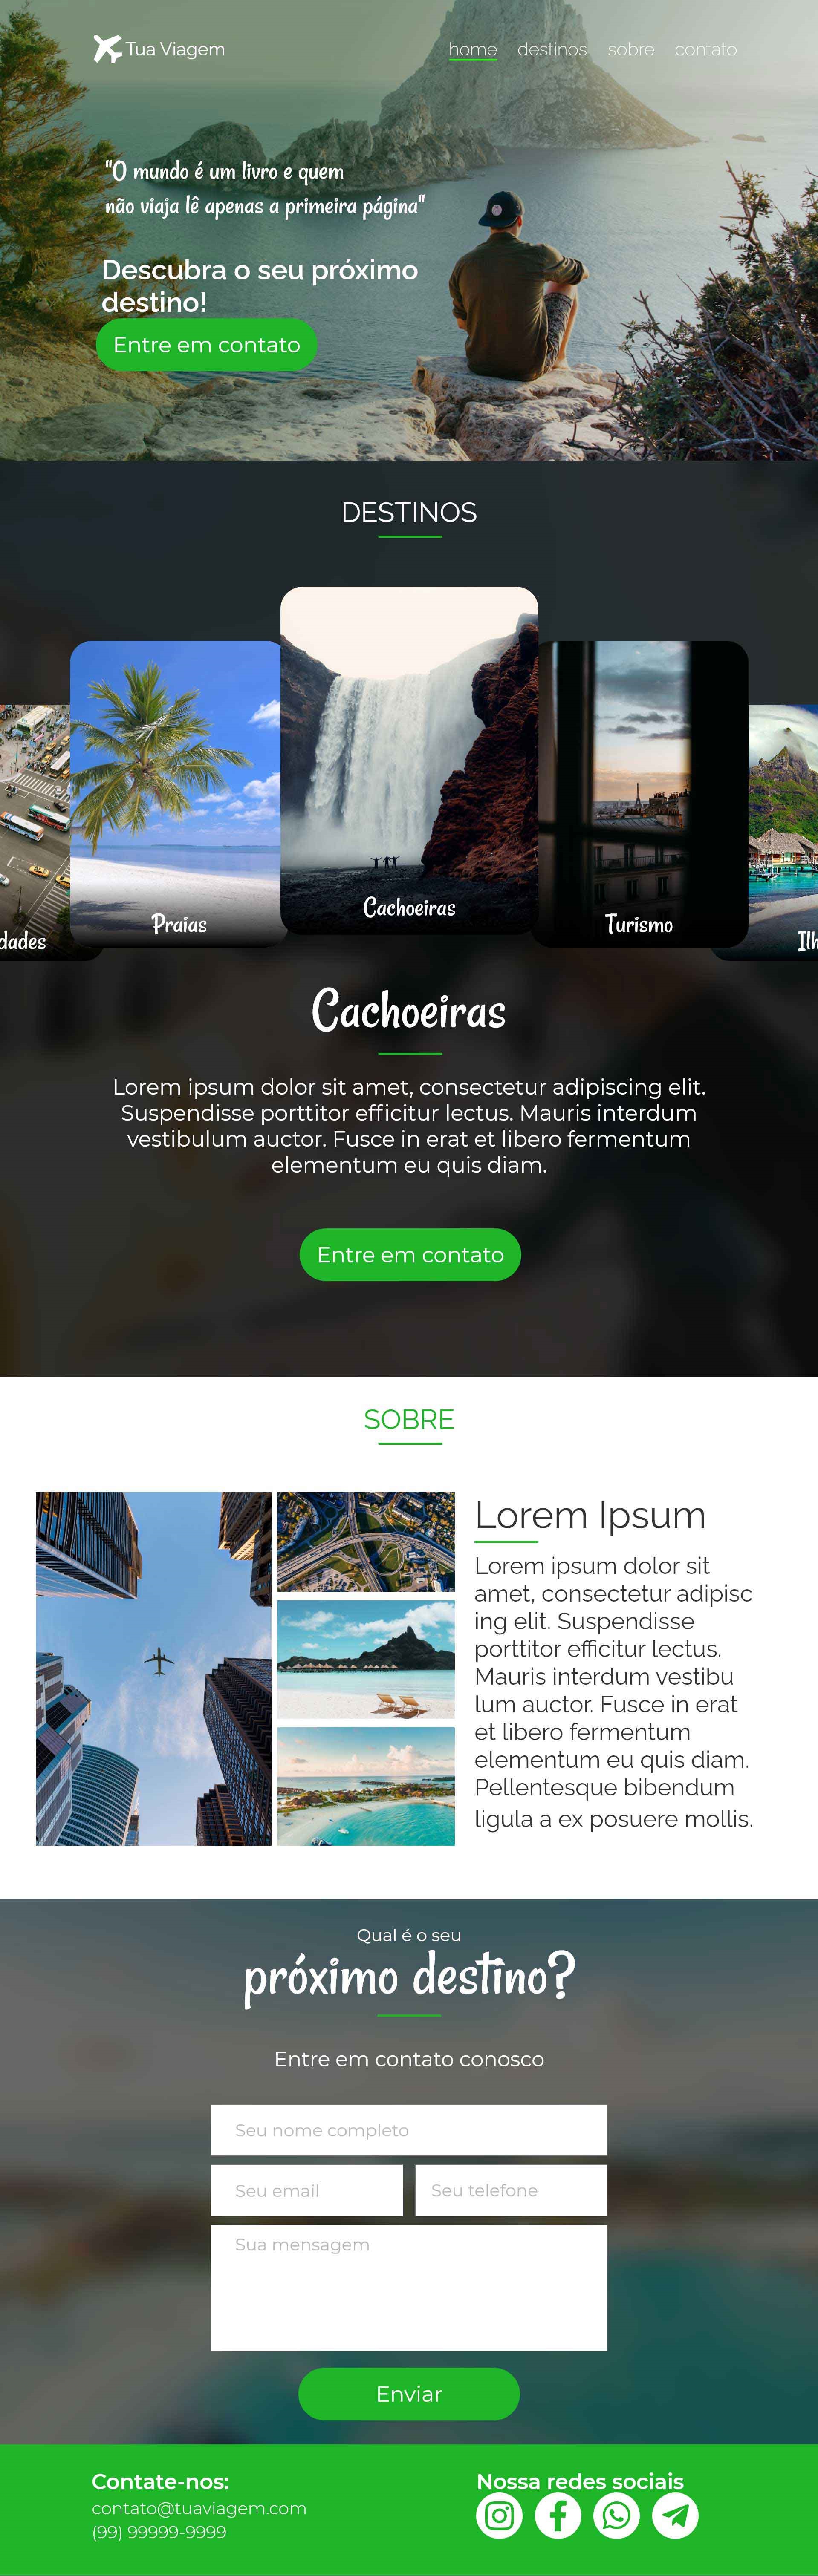 Tua Viagem
home destinos sobre contato
"O mundo é um livro e quem
não viaja lê apenas a primeira página"
Descubra o seu próximo
destino!
Entre em contato
DESTINOS
dades
Praias
Cachoeiras
Turismo
Ilh
Cachoeiras
Lorem ipsum dolor sit amet, consectetur adipiscing elit.
Suspendisse porttitor efficitur lectus. Mauris interdum
vestibulum auctor. Fusce in erat et libero fermentum
elementum eu quis diam.
Entre em contato
SOBRE
Lorem Ipsum
Lorem ipsum dolor sit
amet, consectetur adipisc
ing elit. Suspendisse
porttitor efficitur lectus.
Mauris interdum vestibu
lum auctor. Fusce in erat
et libero fermentum
elementum eu quis diam.
Pellentesque bibendum
ligula a ex posuere mollis.
Qual é o seu
próximo destino?
Entre em contato conosco
Seu nome completo
Seu email
Seu telefone
Sua mensagem
Enviar
Contate-nos:
contato@tuaviagem.com
(99) 99999-9999
Nossa redes sociais